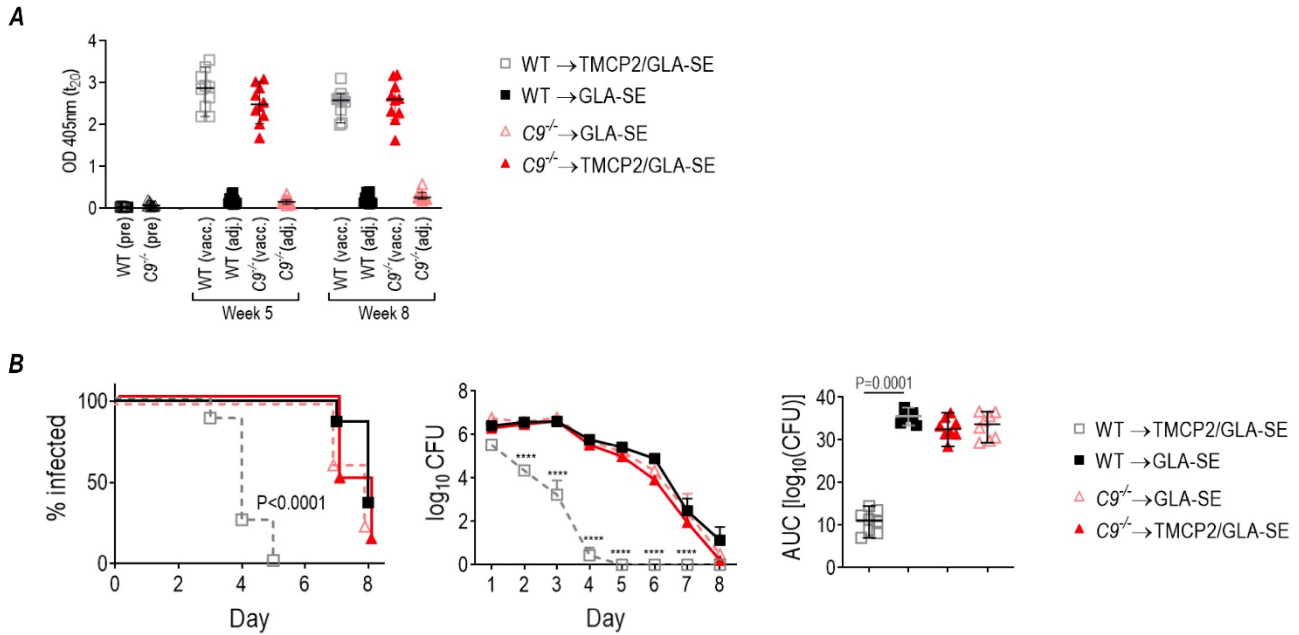 A
OD 405nm (t20)
4
3
2
1
0
WT (pre)
C9-/- (pre)
WT (vacc.)
WT (adj.)
C9-/- (vacc.)
C9-/- (adj.)
WT (vacc.)
WT (adj.)
C9-/- (vacc.)
C9-/- (adj.)
Week 5
Week 8
WT →TMCP2/GLA-SE
WT →GLA-SE
C9-/-→GLA-SE
C9-/-→TMCP2/GLA-SE
B
% infected
100
50
0
P<0.0001
0 2 4 6 8
Day
log10 CFU
8
6
4
2
0
**** **** **** **** **** ****
1 2 3 4 5 6 7 8
Day
AUC [log10(CFU)]
P=0.0001
40
30
20
10
0
WT →TMCP2/GLA-SE
WT →GLA-SE
C9-/-→GLA-SE
C9-/-→TMCP2/GLA-SE